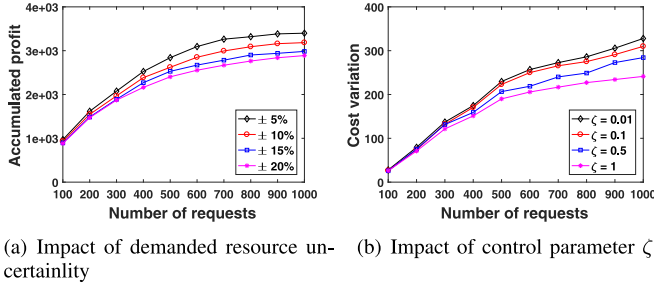 4e+03
3e+03
2e+03
1e+03
0
Accumulated profit
± 5%
± 10%
± 15%
± 20%
100 200 300 400 500 600 700 800 900 1000
Number of requests
400
300
200
100
0
Cost variation
ζ = 0.01
ζ = 0.1
ζ = 0.5
ζ = 1
100 200 300 400 500 600 700 800 900 1000
Number of requests
(a) Impact of demanded resource un-
certainlity
(b) Impact of control parameter ζ